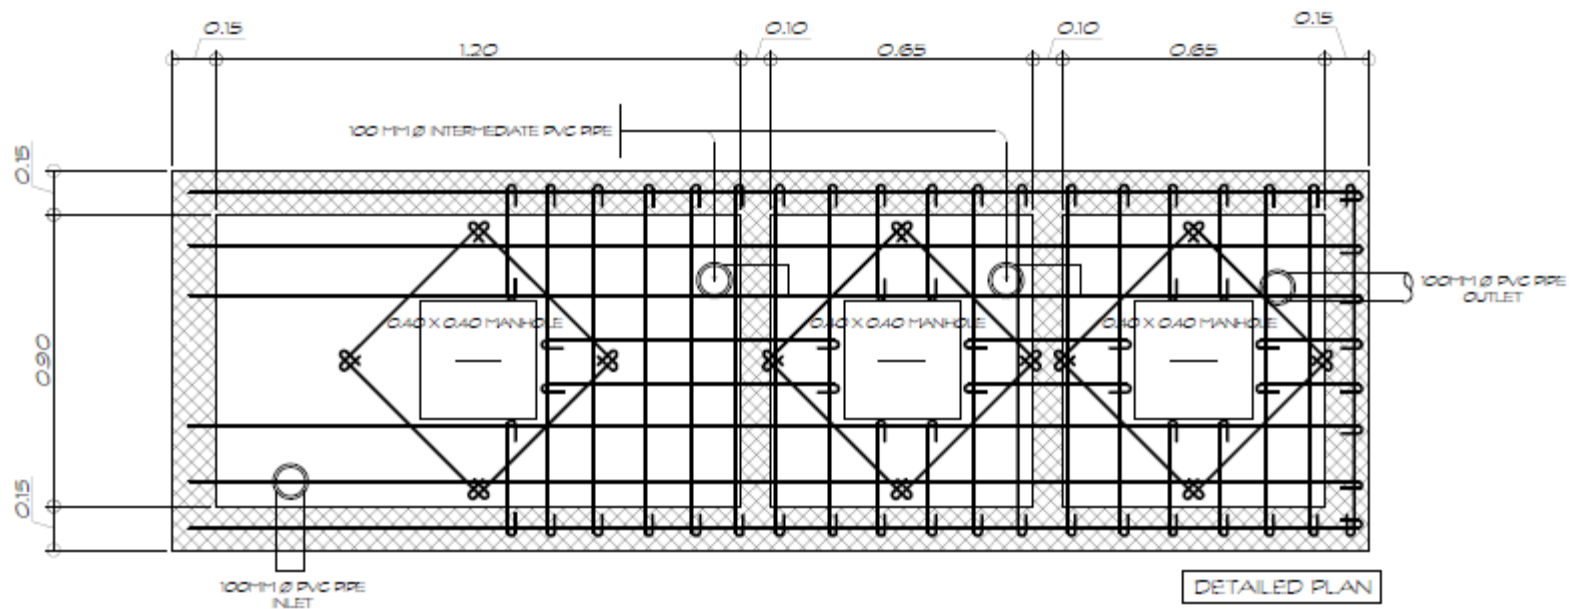 0.15
0.10
0.10
0.15
1.20
0.65
0.65
100 MM Ø INTERMEDIATE PVC PIPE
0.15
100MM Ø PVC PIPE
OUTLET
0.40 X 0.40 MANHOLE
0.40 X 0.40 MANHOLE
0.40 X 0.40 MANHOLE
0.90
0.15
100MM Ø PVC PIPE
INLET
DETAILED PLAN